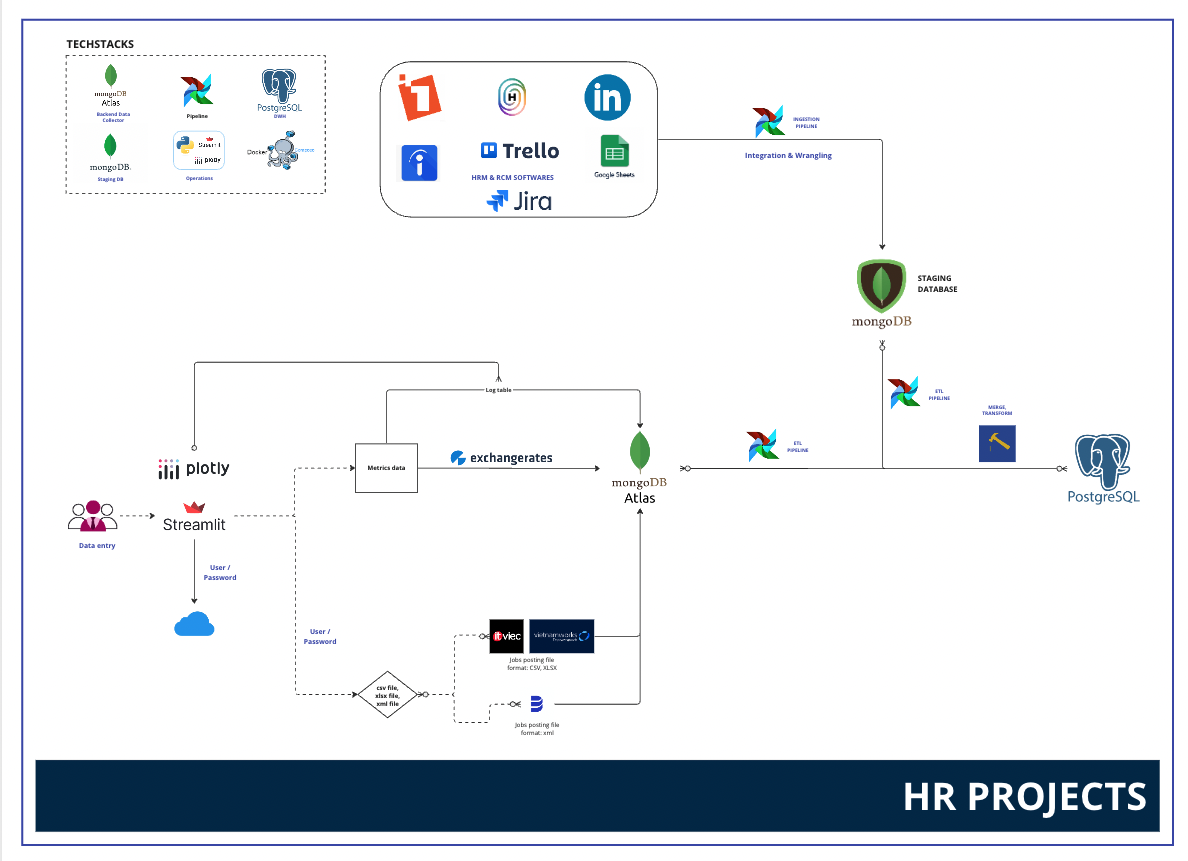 TECHSTACKS
mongoDB
Atlas
Backend Data
Collector
Pipeline
PostgreSQL
DWH
mongoDB.
Staging DB
Streamlit
plotly
Operations
Docker
Compose
in
Trello
HRM & RCM SOFTWARES
Google Sheets
Jira
INGESTION
PIPELINE
Integration & Wrangling
STAGING
DATABASE
mongoDB
ETL
PIPELINE
MERGE,
TRANSFORM
Log table
plotly
Metrics data
exchangerates
mongoDB
Atlas
ETL
PIPELINE
PostgreSQL
Data entry
Streamlit
User /
Password
User /
Password
csv file,
xlsx file,
xml file
itviec
vietnamworks
Jobs posting file
format: CSV, XLSX
Jobs posting file
format: xml
HR PROJECTS